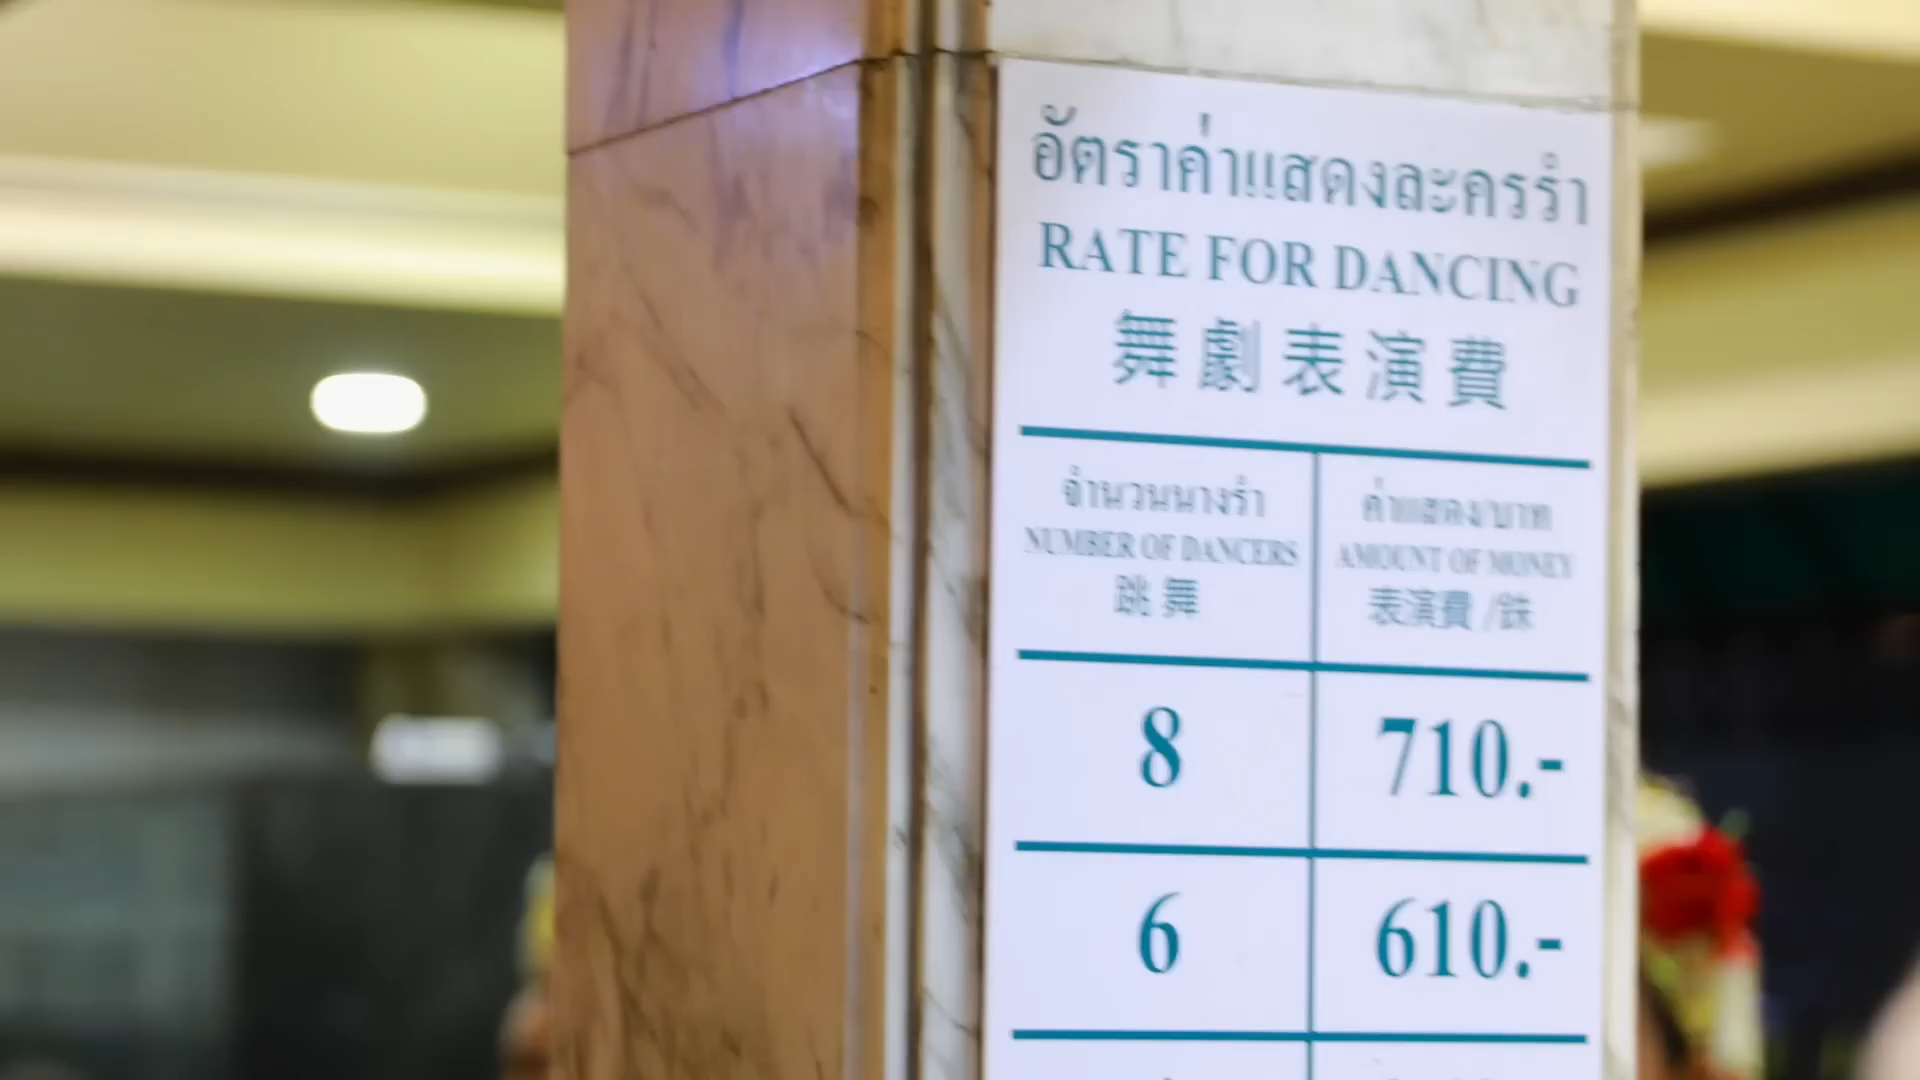 อัตราค่าแสดงละครรำ
RATE FOR DANCING
舞劇表演費
จำนวนนางรำ
NUMBER OF DANCERS
跳舞
ค่าแสดง/บาท
AMOUNT OF MONEY
表演費/銖
8 710.-
6 610.-